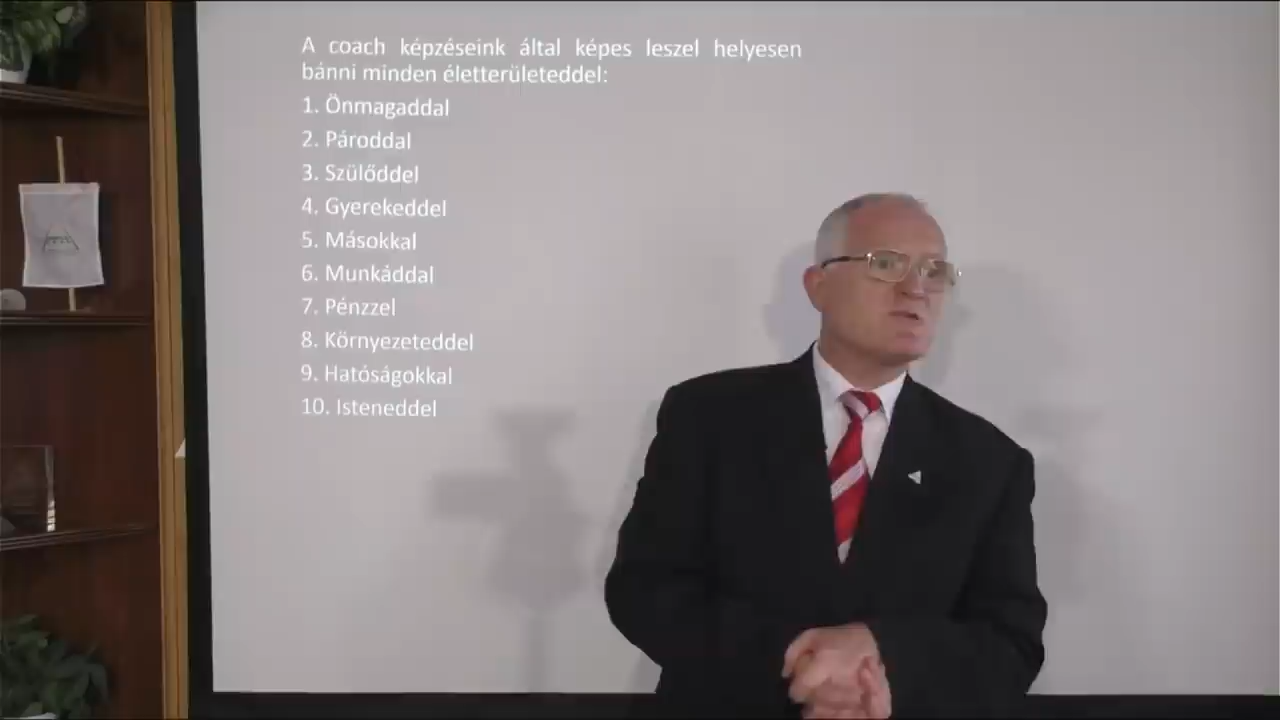 A coach képzéseink által képes leszel helyesen
bánni minden életterületeddel:
1. Önmagaddal
2. Pároddal
3. Szülőddel
4. Gyerekeddel
5. Másokkal
6. Munkáddal
7. Pénzzel
8. Környezeteddel
9. Hatóságokkal
10. Isteneddel